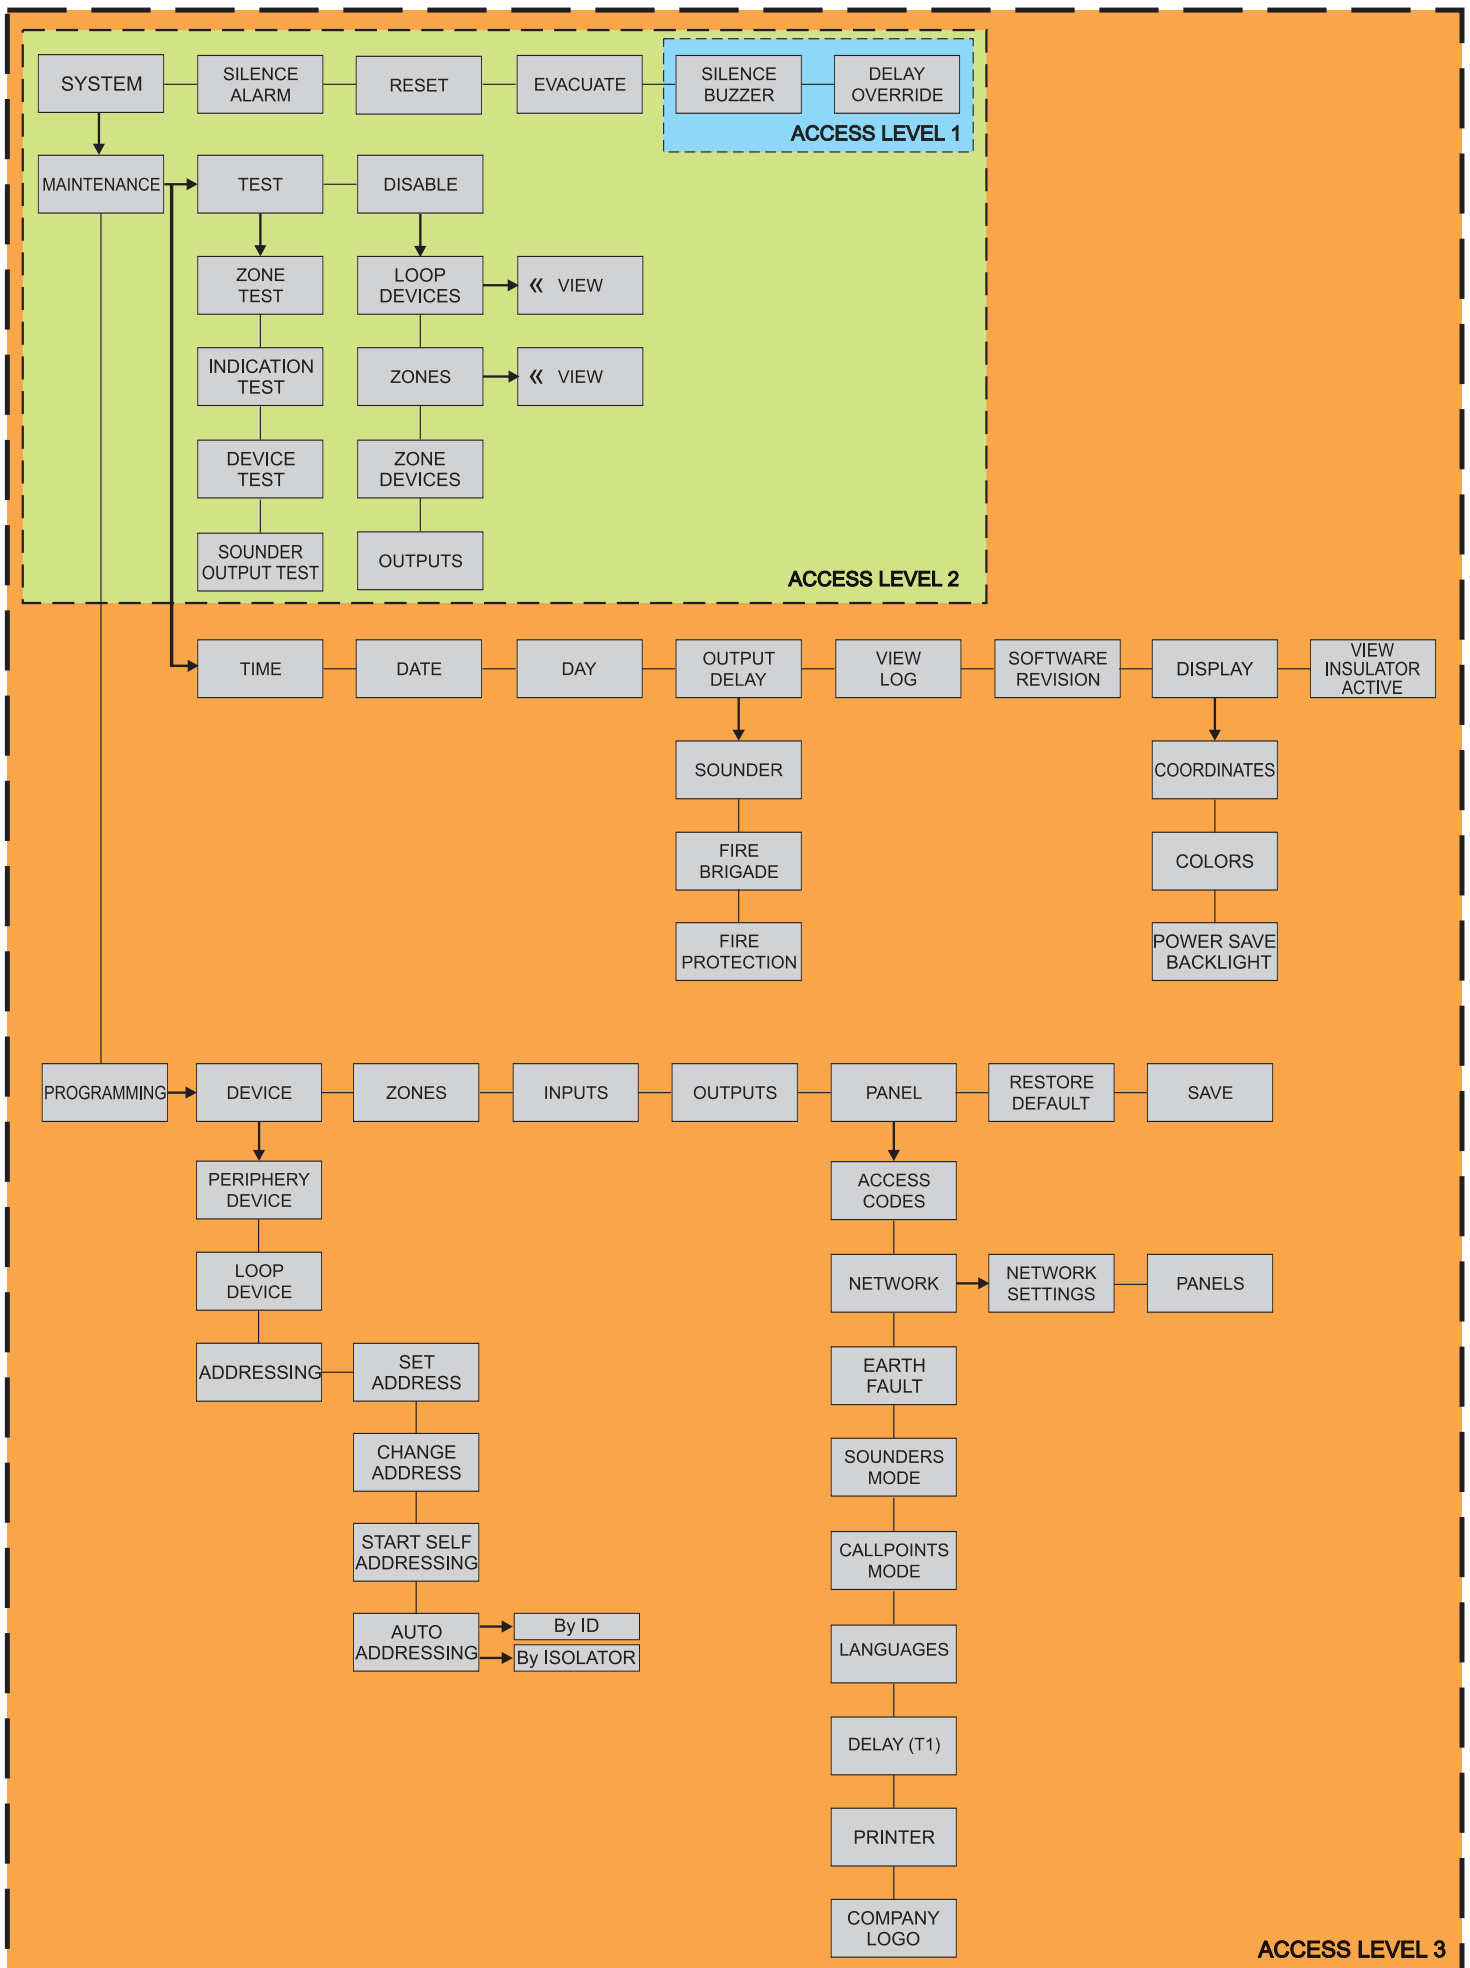 SYSTEM
SILENCE
ALARM
RESET
EVACUATE
SILENCE
BUZZER
DELAY
OVERRIDE
ACCESS LEVEL 1
MAINTENANCE
TEST
DISABLE
ZONE
TEST
LOOP
DEVICES
« VIEW
INDICATION
TEST
ZONES
« VIEW
DEVICE
TEST
ZONE
DEVICES
SOUNDER
OUTPUT TEST
OUTPUTS
ACCESS LEVEL 2
TIME
DATE
DAY
OUTPUT
DELAY
VIEW
LOG
SOFTWARE
REVISION
DISPLAY
VIEW
INSULATOR
ACTIVE
SOUNDER
COORDINATES
FIRE
BRIGADE
COLORS
FIRE
PROTECTION
POWER SAVE
BACKLIGHT
PROGRAMMING
DEVICE
ZONES
INPUTS
OUTPUTS
PANEL
RESTORE
DEFAULT
SAVE
PERIPHERY
DEVICE
ACCESS
CODES
LOOP
DEVICE
NETWORK
NETWORK
SETTINGS
PANELS
ADDRESSING
SET
ADDRESS
EARTH
FAULT
CHANGE
ADDRESS
SOUNDERS
MODE
START SELF
ADDRESSING
CALLPOINTS
MODE
AUTO
ADDRESSING
By ID
By ISOLATOR
LANGUAGES
DELAY (T1)
PRINTER
COMPANY
LOGO
ACCESS LEVEL 3